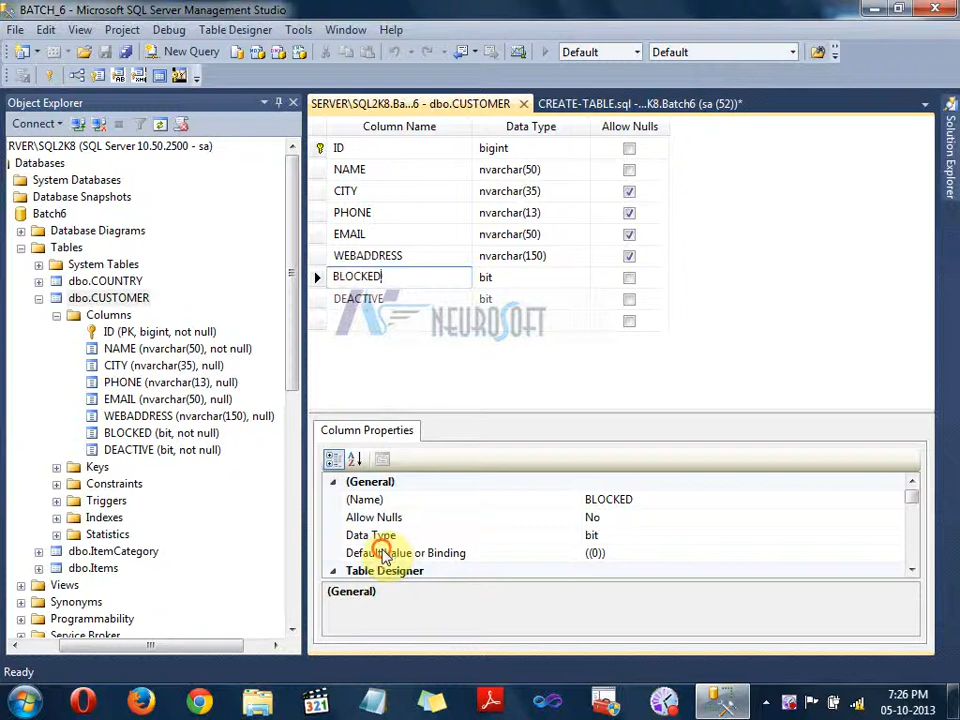 BATCH_6 - Microsoft SQL Server Management Studio
File Edit View Project Debug Table Designer Tools Window Help
New Query Default Default
Object Explorer
Connect
RVER\SQL2K8 (SQL Server 10.50.2500 - sa)
Databases
System Databases
Database Snapshots
Batch6
Database Diagrams
Tables
System Tables
dbo.COUNTRY
dbo.CUSTOMER
Columns
ID (PK, bigint, not null)
NAME (nvarchar(50), not null)
CITY (nvarchar(35), null)
PHONE (nvarchar(13), null)
EMAIL (nvarchar(50), null)
WEBADDRESS (nvarchar(150), null)
BLOCKED (bit, not null)
DEACTIVE (bit, not null)
Keys
Constraints
Triggers
Indexes
Statistics
dbo.ItemCategory
dbo.Items
Views
Synonyms
Programmability
Service Broker
SERVER\SQL2K8.Ba...6 - dbo.CUSTOMER
CREATE-TABLE.sql -...K8.Batch6 (sa (52))*
Column Name Data Type Allow Nulls
ID bigint
NAME nvarchar(50)
CITY nvarchar(35)
PHONE nvarchar(13)
EMAIL nvarchar(50)
WEBADDRESS nvarchar(150)
BLOCKED bit
DEACTIVE bit
NEUROSOFT
Column Properties
(General)
(Name) BLOCKED
Allow Nulls No
Data Type bit
Default Value or Binding ((0))
Table Designer
(General)
Solution Explorer
Ready
321
7:26 PM
05-10-2013